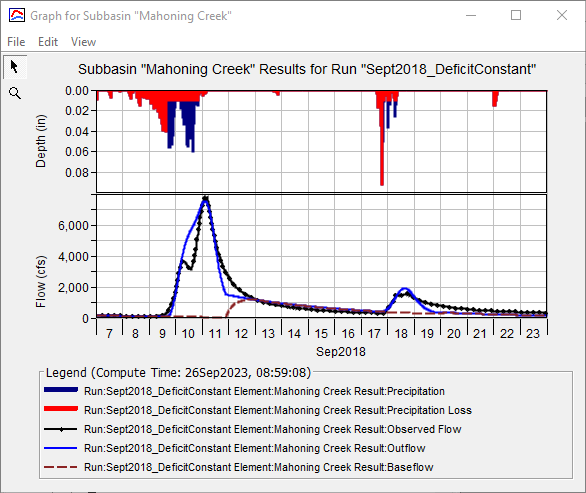 Graph for Subbasin "Mahoning Creek"
File Edit View
Subbasin "Mahoning Creek" Results for Run "Sept2018_DeficitConstant"
0.00
0.02
0.04
0.06
0.08
Depth (in)
6,000
4,000
2,000
0
Flow (cfs)
7 8 9 10 11 12 13 14 15 16 17 18 19 20 21 22 23
Sep2018
Legend (Compute Time: 26Sep2023, 08:59:08)
Run:Sept2018_DeficitConstant Element:Mahoning Creek Result:Precipitation
Run:Sept2018_DeficitConstant Element:Mahoning Creek Result:Precipitation Loss
Run:Sept2018_DeficitConstant Element:Mahoning Creek Result:Observed Flow
Run:Sept2018_DeficitConstant Element:Mahoning Creek Result:Outflow
Run:Sept2018_DeficitConstant Element:Mahoning Creek Result:Baseflow